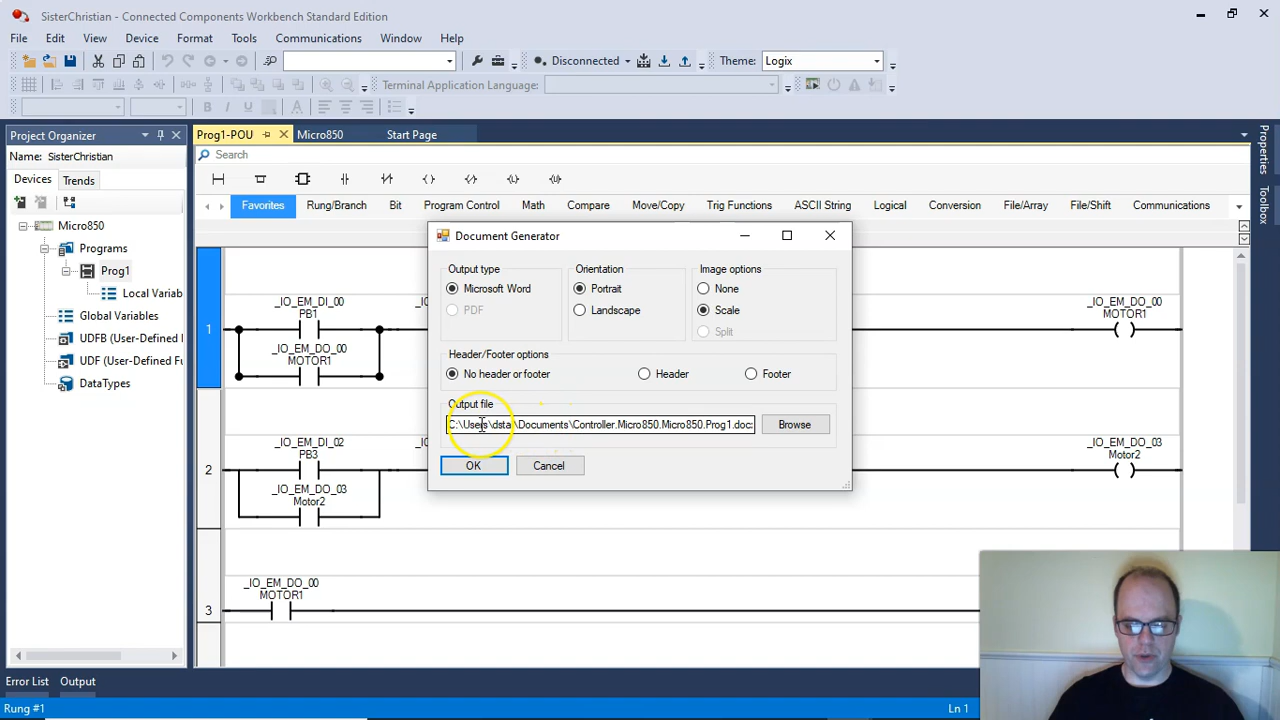 SisterChristian - Connected Components Workbench Standard Edition
File Edit View Device Format Tools Communications Window Help
Disconnected Theme: Logix
Terminal Application Language:
B I U A
Project Organizer
Name: SisterChristian
Devices Trends
Micro850
Programs
Prog1
Local Variab
Global Variables
UDFB (User-Defined F
UDF (User-Defined Fu
DataTypes
Prog1-POU Micro850 Start Page
Search
Favorites Rung/Branch Bit Program Control Math Compare Move/Copy Trig Functions ASCII String Logical Conversion File/Array File/Shift Communications
Properties
Toolbox
Document Generator
Output type
Microsoft Word
PDF
Orientation
Portrait
Landscape
Image options
None
Scale
Split
Header/Footer options
No header or footer Header Footer
Output file
C:\Users\dsta\Documents\Controller.Micro850.Micro850.Prog1.doc Browse
OK Cancel
1
_IO_EM_DI_00
PB1
_IO_EM_DO_00
MOTOR1
_IO_EM_DO_00
MOTOR1
2
_IO_EM_DI_02
PB3
_IO_EM_DO_03
Motor2
_IO_EM_DO_03
Motor2
3
_IO_EM_DO_00
MOTOR1
Error List Output
Rung #1 Ln 1